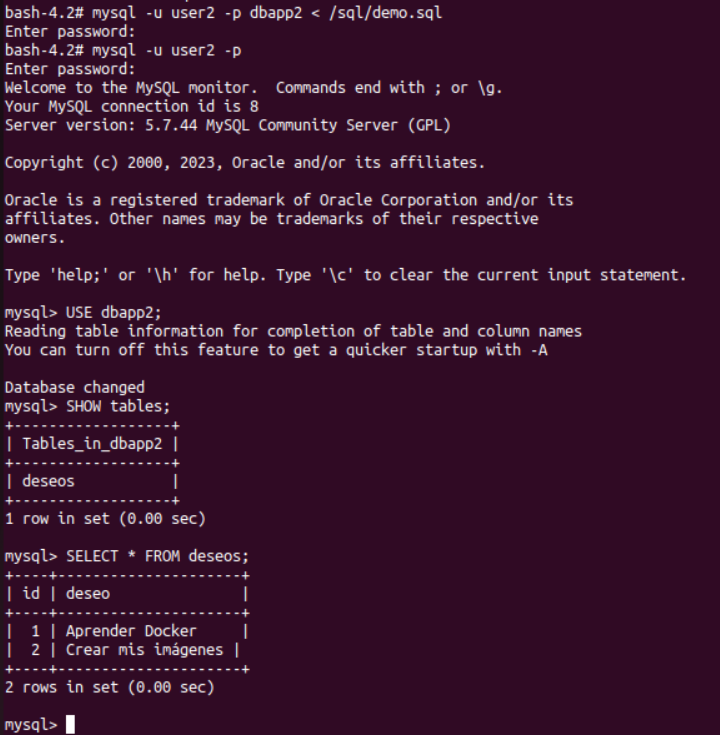 bash-4.2# mysql -u user2 -p dbapp2 < /sql/demo.sql
Enter password:
bash-4.2# mysql -u user2 -p
Enter password:
Welcome to the MySQL monitor.  Commands end with ; or \g.
Your MySQL connection id is 8
Server version: 5.7.44 MySQL Community Server (GPL)

Copyright (c) 2000, 2023, Oracle and/or its affiliates.

Oracle is a registered trademark of Oracle Corporation and/or its
affiliates. Other names may be trademarks of their respective
owners.

Type 'help;' or '\h' for help. Type '\c' to clear the current input statement.

mysql> USE dbapp2;
Reading table information for completion of table and column names
You can turn off this feature to get a quicker startup with -A

Database changed
mysql> SHOW tables;
+------------------+
| Tables_in_dbapp2 |
+------------------+
| deseos           |
+------------------+
1 row in set (0.00 sec)

mysql> SELECT * FROM deseos;
+----+---------------------+
| id | deseo               |
+----+---------------------+
|  1 | Aprender Docker     |
|  2 | Crear mis imágenes |
+----+---------------------+
2 rows in set (0.00 sec)

mysql>